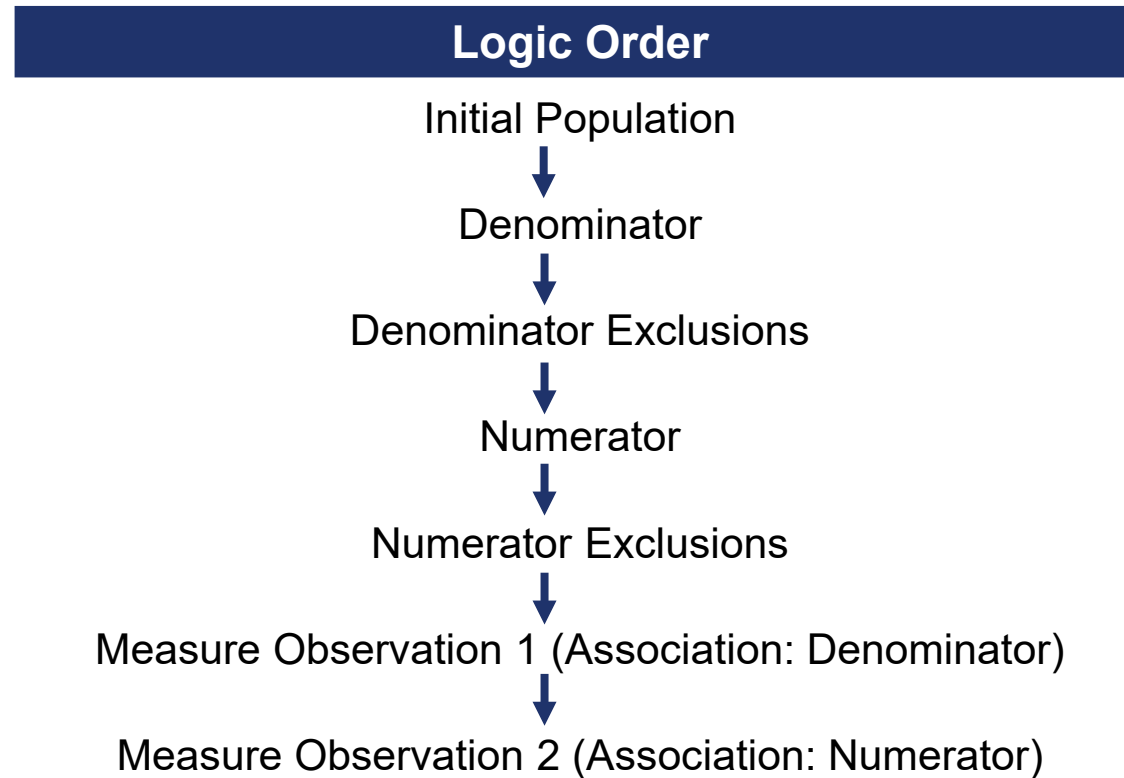 Logic Order
Initial Population
Denominator
Denominator Exclusions
Numerator
Numerator Exclusions
Measure Observation 1 (Association: Denominator)
Measure Observation 2 (Association: Numerator)